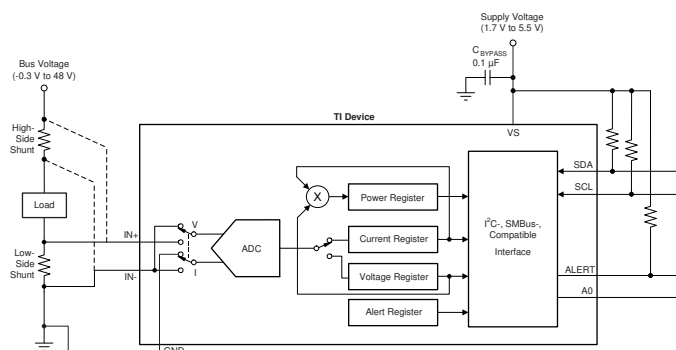 Supply Voltage
(1.7 V to 5.5 V)
C BYPASS
0.1 µF
Bus Voltage
(-0.3 V to 48 V)
TI Device
VS
High-
Side
Shunt
SDA
X
Power Register
SCL
Load
V
I²C-, SMBus-,
Compatible
Interface
IN+
ADC
Current Register
Low-
Side
Shunt
I
IN-
Voltage Register
ALERT
A0
Alert Register
GND